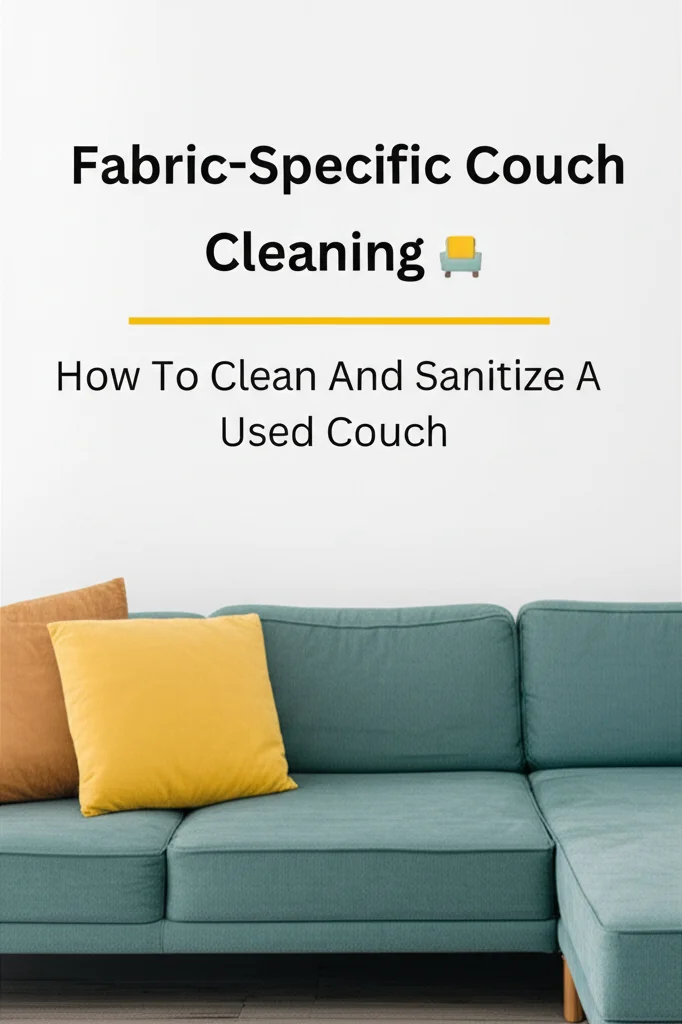 Fabric-Specific Couch
Cleaning
How To Clean And Sanitize A
Used Couch